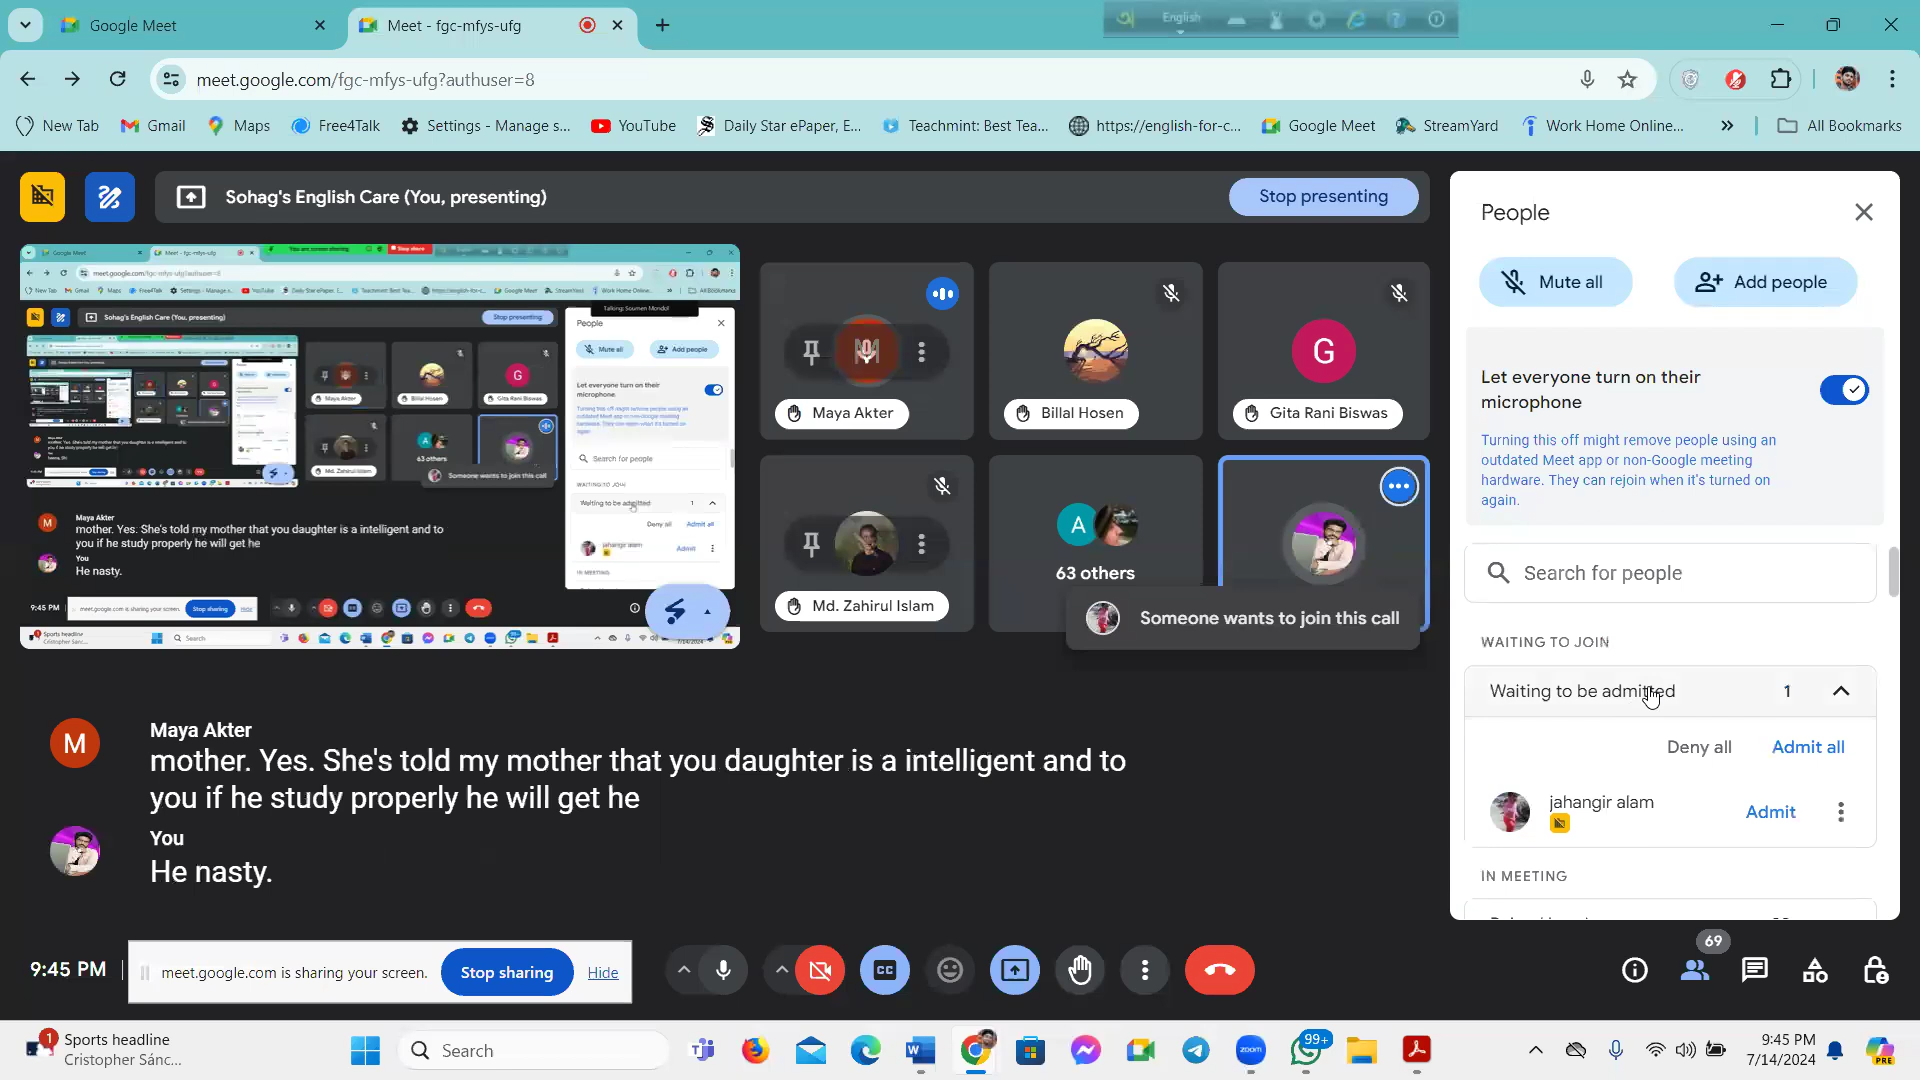 Google Meet
Meet - fgc-mfys-ufg
English
meet.google.com/fgc-mfys-ufg?authuser=8
New Tab
Gmail
Maps
Free4Talk
Settings - Manage s...
YouTube
Daily Star ePaper, E...
Teachmint: Best Tea...
https://english-for-c...
Google Meet
StreamYard
Work Home Online...
All Bookmarks
Sohag's English Care (You, presenting)
Stop presenting
Maya Akter
Billal Hosen
G
Gita Rani Biswas
Md. Zahirul Islam
A
63 others
Someone wants to join this call
People
Mute all
Add people
Let everyone turn on their
microphone
Turning this off might remove people using an
outdated Meet app or non-Google meeting
hardware. They can rejoin when it's turned on
again.
Search for people
WAITING TO JOIN
Waiting to be admitted 1
Deny all Admit all
jahangir alam
Admit
IN MEETING
M
Maya Akter
mother. Yes. She's told my mother that you daughter is a intelligent and to
you if he study properly he will get he
You
He nasty.
9:45 PM
meet.google.com is sharing your screen.
Stop sharing
Hide
CC
69
1
Sports headline
Cristopher Sánc...
Search
zoom
99+
9:45 PM
7/14/2024
PRE